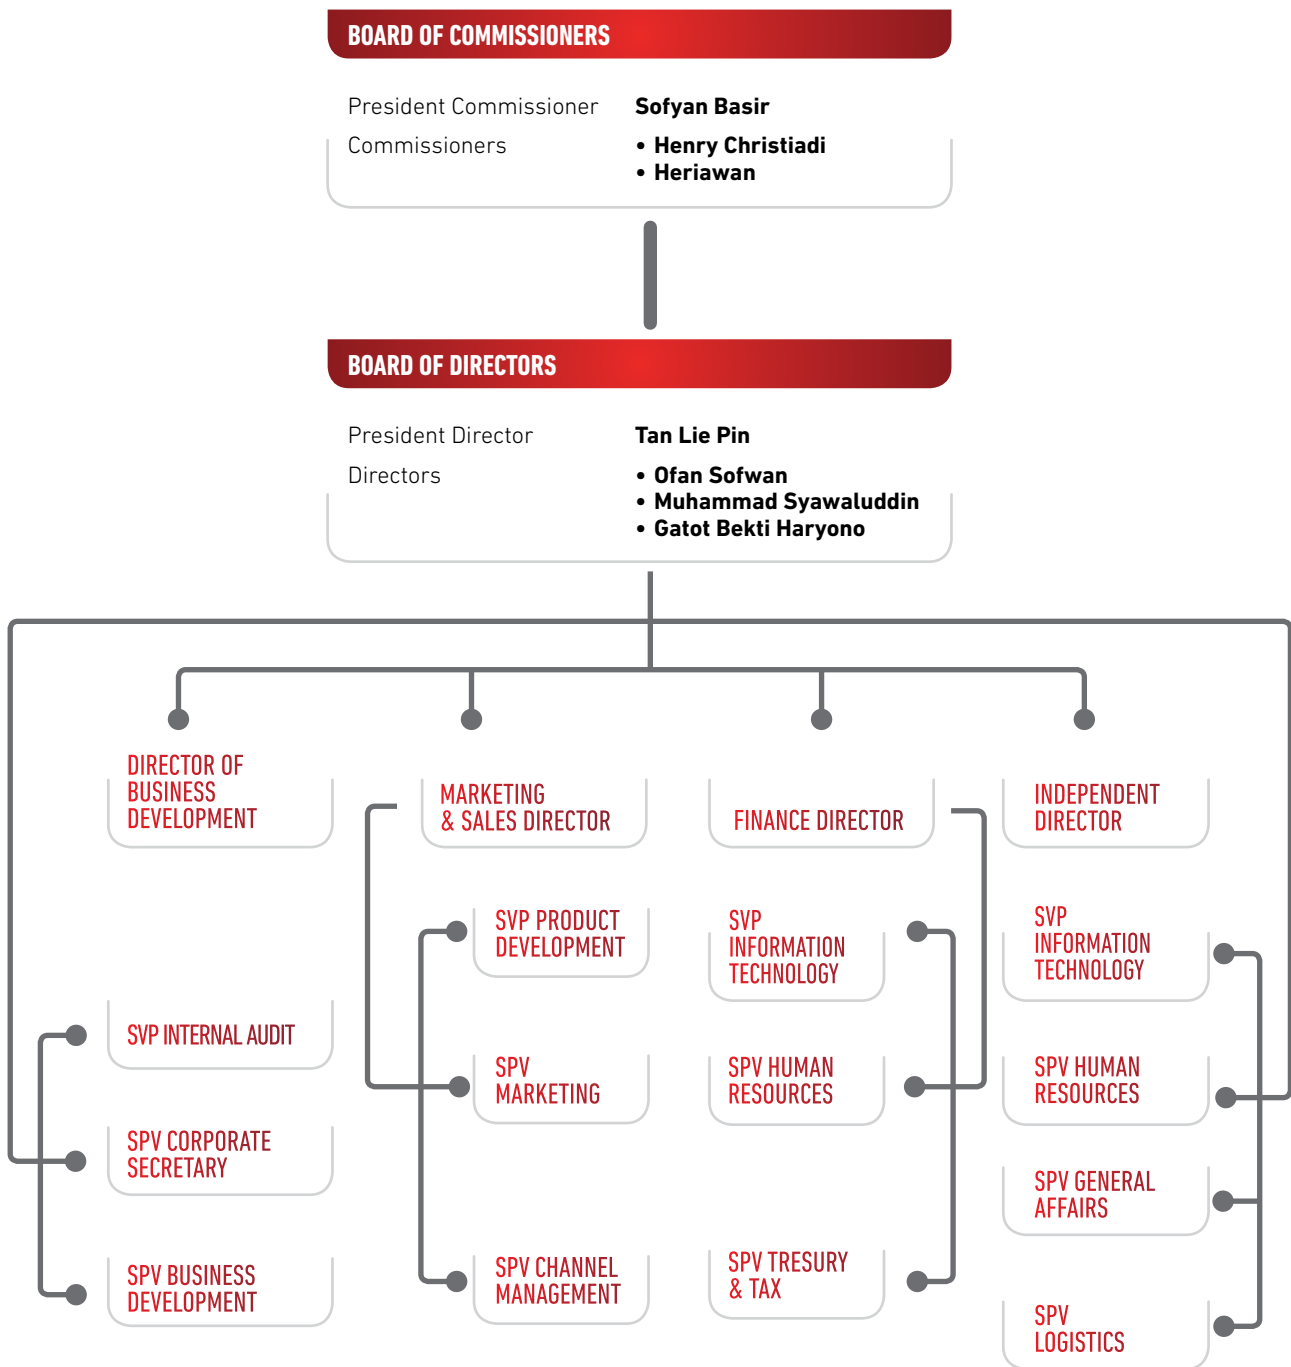 BOARD OF COMMISSIONERS
President Commissioner Sofyan Basir
Commissioners • Henry Christiadi
• Heriawan
BOARD OF DIRECTORS
President Director Tan Lie Pin
Directors • Ofan Sofwan
• Muhammad Syawaluddin
• Gatot Bekti Haryono
DIRECTOR OF
BUSINESS
DEVELOPMENT
MARKETING
& SALES DIRECTOR
FINANCE DIRECTOR
INDEPENDENT
DIRECTOR
SVP INTERNAL AUDIT
SPV CORPORATE
SECRETARY
SPV BUSINESS
DEVELOPMENT
SVP PRODUCT
DEVELOPMENT
SPV
MARKETING
SPV CHANNEL
MANAGEMENT
SVP
INFORMATION
TECHNOLOGY
SPV HUMAN
RESOURCES
SPV TRESURY
& TAX
SVP
INFORMATION
TECHNOLOGY
SPV HUMAN
RESOURCES
SPV GENERAL
AFFAIRS
SPV
LOGISTICS